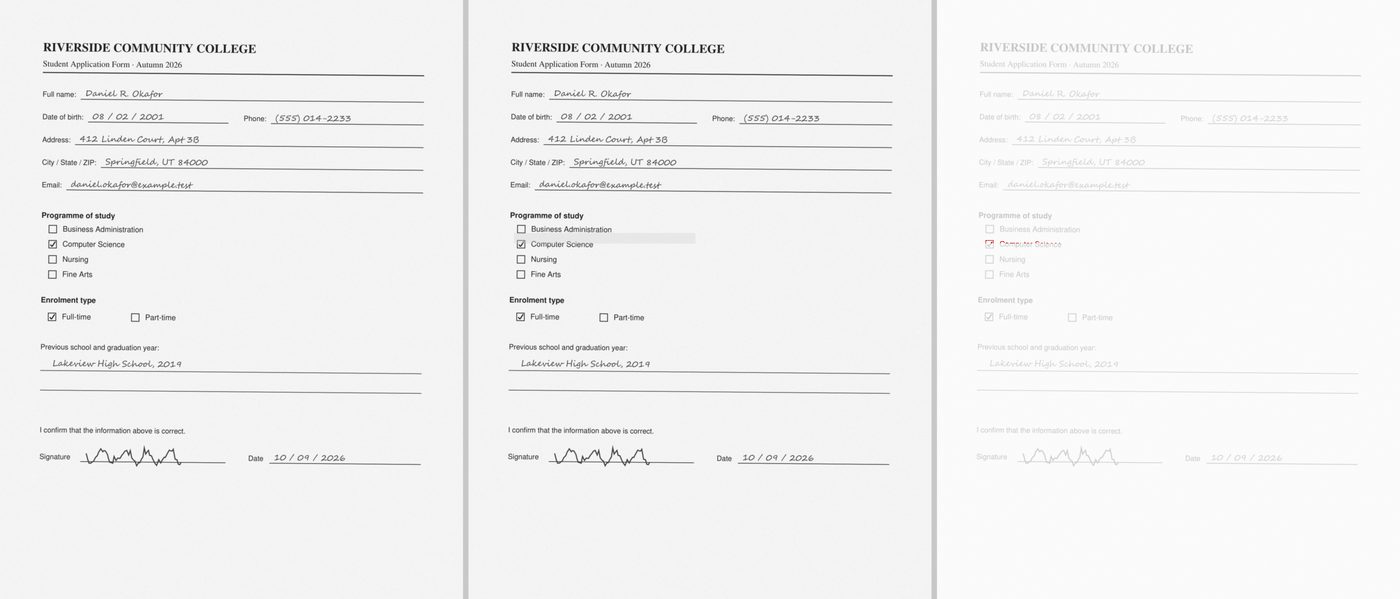 RIVERSIDE COMMUNITY COLLEGE
Student Application Form · Autumn 2026
Full name: Daniel R. Okafor
Date of birth: 08 / 02 / 2001 Phone: (555) 014-2233
Address: 412 Linden Court, Apt 3B
City / State / ZIP: Springfield, UT 84000
Email: daniel.okafor@example.test
Programme of study
Business Administration
Computer Science
Nursing
Fine Arts
Enrolment type
Full-time Part-time
Previous school and graduation year:
Lakeview High School, 2019
I confirm that the information above is correct.
Signature Date 10 / 09 / 2026
RIVERSIDE COMMUNITY COLLEGE
Student Application Form · Autumn 2026
Full name: Daniel R. Okafor
Date of birth: 08 / 02 / 2001 Phone: (555) 014-2233
Address: 412 Linden Court, Apt 3B
City / State / ZIP: Springfield, UT 84000
Email: daniel.okafor@example.test
Programme of study
Business Administration
Computer Science
Nursing
Fine Arts
Enrolment type
Full-time Part-time
Previous school and graduation year:
Lakeview High School, 2019
I confirm that the information above is correct.
Signature Date 10 / 09 / 2026
RIVERSIDE COMMUNITY COLLEGE
Student Application Form · Autumn 2026
Full name: Daniel R. Okafor
Date of birth: 08 / 02 / 2001 Phone: (555) 014-2233
Address: 412 Linden Court, Apt 3B
City / State / ZIP: Springfield, UT 84000
Email: daniel.okafor@example.test
Programme of study
Business Administration
Computer Science
Nursing
Fine Arts
Enrolment type
Full-time Part-time
Previous school and graduation year:
Lakeview High School, 2019
I confirm that the information above is correct.
Signature Date 10 / 09 / 2026